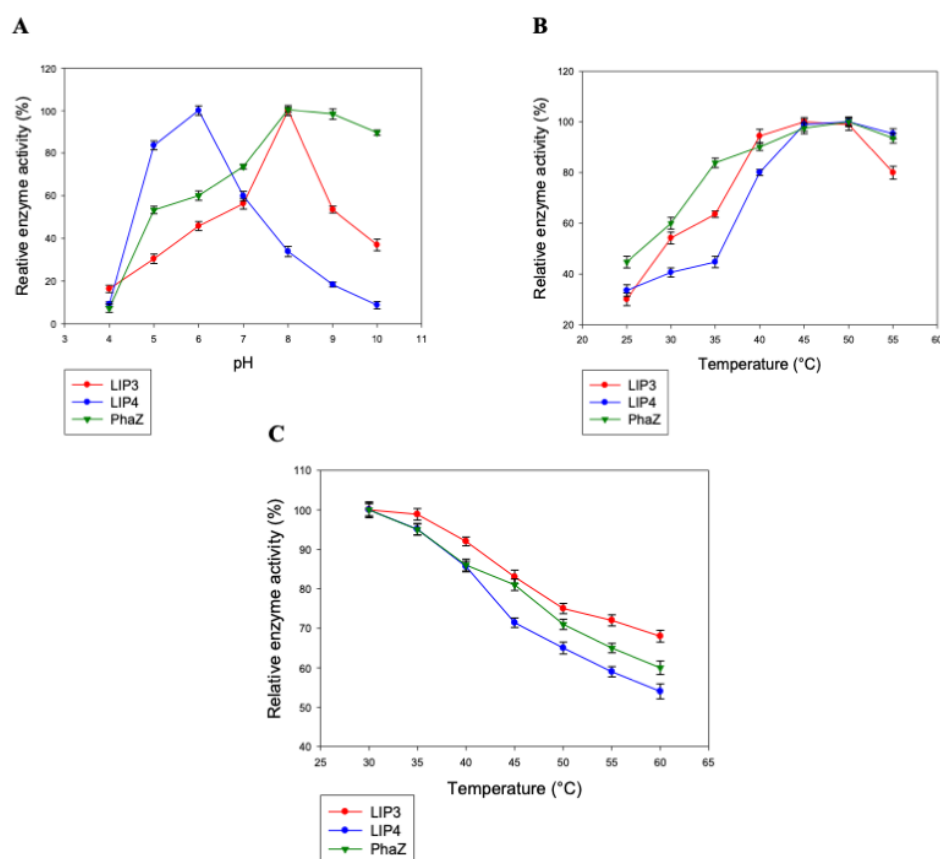 A
B
120
100
80
60
40
20
0
Relative enzyme activity (%)
3 4 5 6 7 8 9 10 11
pH
LIP3
LIP4
PhaZ
120
100
80
60
40
20
Relative enzyme activity (%)
20 25 30 35 40 45 50 55 60
Temperature (°C)
LIP3
LIP4
PhaZ
C
110
100
90
80
70
60
50
40
Relative enzyme activity (%)
25 30 35 40 45 50 55 60 65
Temperature (°C)
LIP3
LIP4
PhaZ